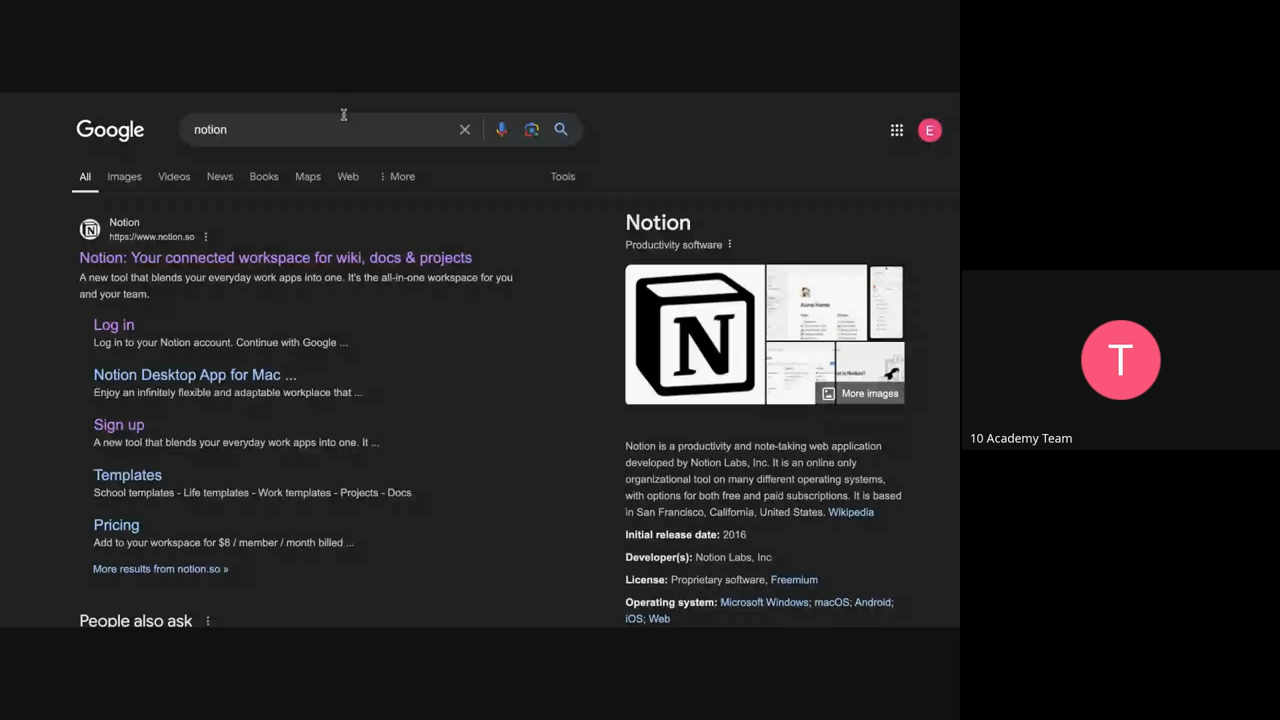 Google
notion
E
All Images Videos News Books Maps Web More Tools
Notion
https://www.notion.so
Notion: Your connected workspace for wiki, docs & projects
A new tool that blends your everyday work apps into one. It's the all-in-one workspace for you
and your team.
Log in
Log in to your Notion account. Continue with Google ...
Notion Desktop App for Mac ...
Enjoy an infinitely flexible and adaptable workplace that ...
Sign up
A new tool that blends your everyday work apps into one. It ...
Templates
School templates - Life templates - Work templates - Projects - Docs
Pricing
Add to your workspace for $8 / member / month billed ...
More results from notion.so »
People also ask
Notion
Productivity software
N
Acme Home
More images
Notion is a productivity and note-taking web application
developed by Notion Labs, Inc. It is an online only
organizational tool on many different operating systems,
with options for both free and paid subscriptions. It is based
in San Francisco, California, United States. Wikipedia
Initial release date: 2016
Developer(s): Notion Labs, Inc
License: Proprietary software, Freemium
Operating system: Microsoft Windows; macOS; Android;
iOS; Web
T
10 Academy Team